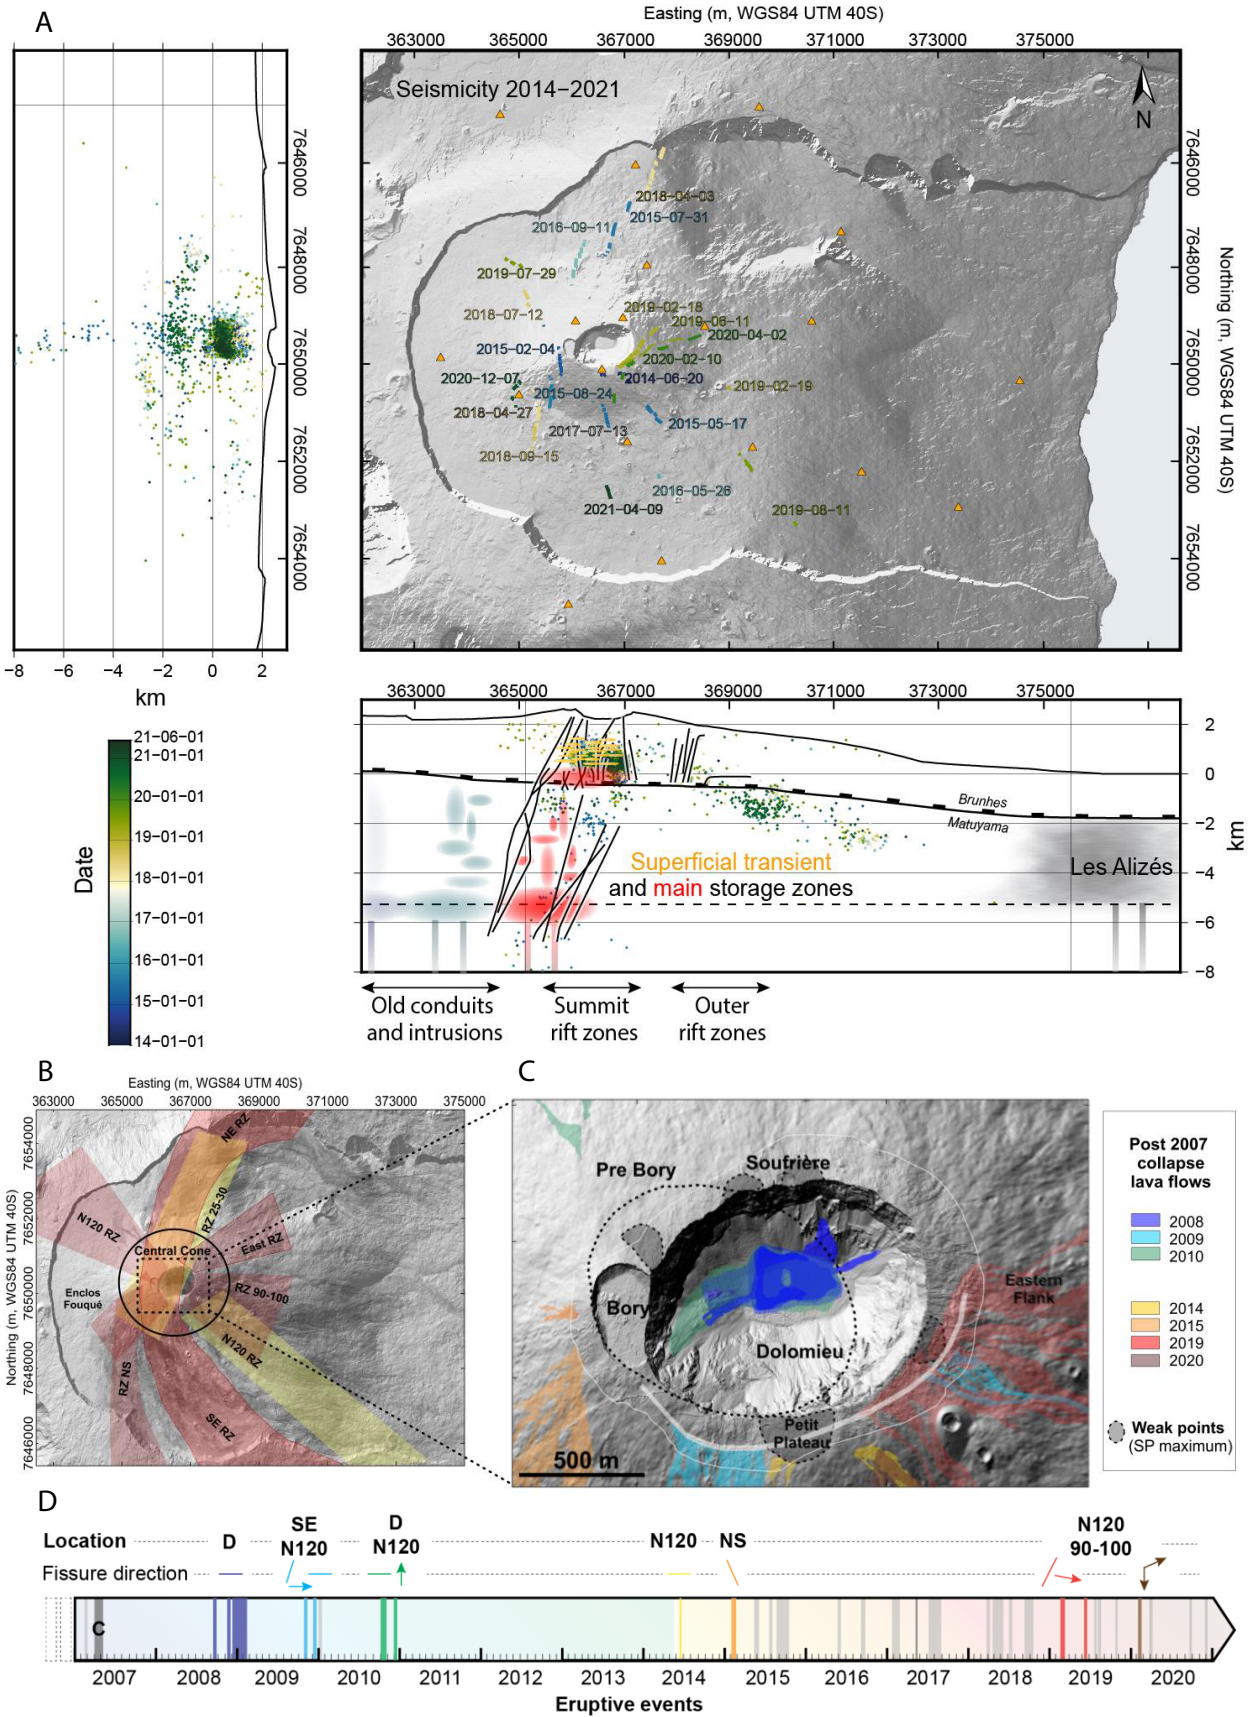 A
Easting (m, WGS84 UTM 40S)
363000 365000 367000 369000 371000 373000 375000
Seismicity 2014−2021
N
7646000
7648000
7650000
7652000
7654000
−8 −6 −4 −2 0 2
km
2018−04−03
2015−07−31
2016−09−11
2019−07−29
2018−07−12
2019−02−18
2019−06−11
2020−04−02
2015−02−04
2020−02−10
2020−12−07
2014−06−20
2015−08−24
2019−02−19
2018−04−27
2017−07−13
2015−05−17
2018−09−15
2016−05−26
2021−04−09
2019−08−11
7646000
7648000
7650000
7652000
7654000
Northing (m, WGS84 UTM 40S)
Date
21−06−01
21−01−01
20−01−01
19−01−01
18−01−01
17−01−01
16−01−01
15−01−01
14−01−01
363000 365000 367000 369000 371000 373000 375000
2
0
−2
−4
−6
−8
km
Brunhes
Matuyama
Superficial transient
and main storage zones
Les Alizés
Old conduits
and intrusions
Summit
rift zones
Outer
rift zones
B
Easting (m, WGS84 UTM 40S)
363000 365000 367000 369000 371000 373000 375000
Northing (m, WGS84 UTM 40S)
7654000
7652000
7650000
7648000
7646000
NE RZ
RZ 25-30
N120 RZ
East RZ
Central Cone
RZ 90-100
Enclos
Fouqué
N120 RZ
RZ NS
SE RZ
C
Pre Bory
Soufrière
Bory
Dolomieu
Eastern
Flank
Petit
Plateau
500 m
Post 2007
collapse
lava flows
2008
2009
2010
2014
2015
2019
2020
Weak points
(SP maximum)
D
Location D SE N120 D N120 N120 NS N120 90-100
Fissure direction
C
2007 2008 2009 2010 2011 2012 2013 2014 2015 2016 2017 2018 2019 2020
Eruptive events